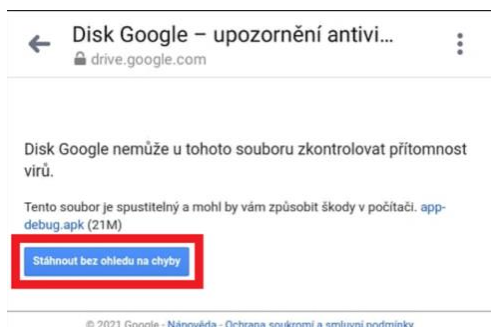 Disk Google – upozornění antivi...
drive.google.com
Disk Google nemůže u tohoto souboru zkontrolovat přítomnost
virů.
Tento soubor je spustitelný a mohl by vám způsobit škody v počítači. app-
debug.apk (21M)
Stáhnout bez ohledu na chyby
© 2021 Google - Nápověda - Ochrana soukromí a smluvní podmínky